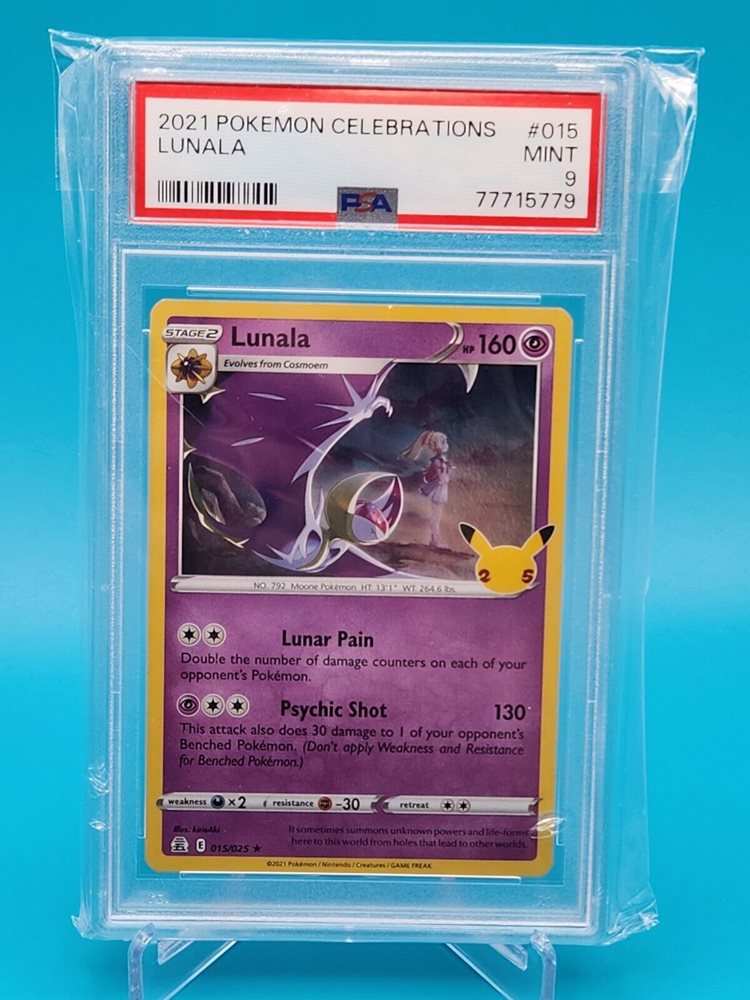 2021 POKEMON CELEBRATIONS #015
LUNALA MINT
9
PSA 77715779
STAGE 2 Lunala HP 160
Evolves from Cosmoem
25
NO. 792 Moone Pokémon HT: 13'1" WT: 264.6 lbs.
Lunar Pain
Double the number of damage counters on each of your
opponent's Pokémon.
Psychic Shot 130
This attack also does 30 damage to 1 of your opponent's
Benched Pokémon. (Don't apply Weakness and Resistance
for Benched Pokémon.)
weakness ×2 resistance -30 retreat
Illus. kirisAki
It sometimes summons unknown powers and life-forms
here to this world from holes that lead to other worlds.
E 015/025 ★
©2021 Pokémon / Nintendo / Creatures / GAME FREAK